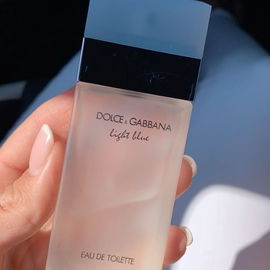 DOLCE & GABBANA
light blue
EAU DE TOILETTE